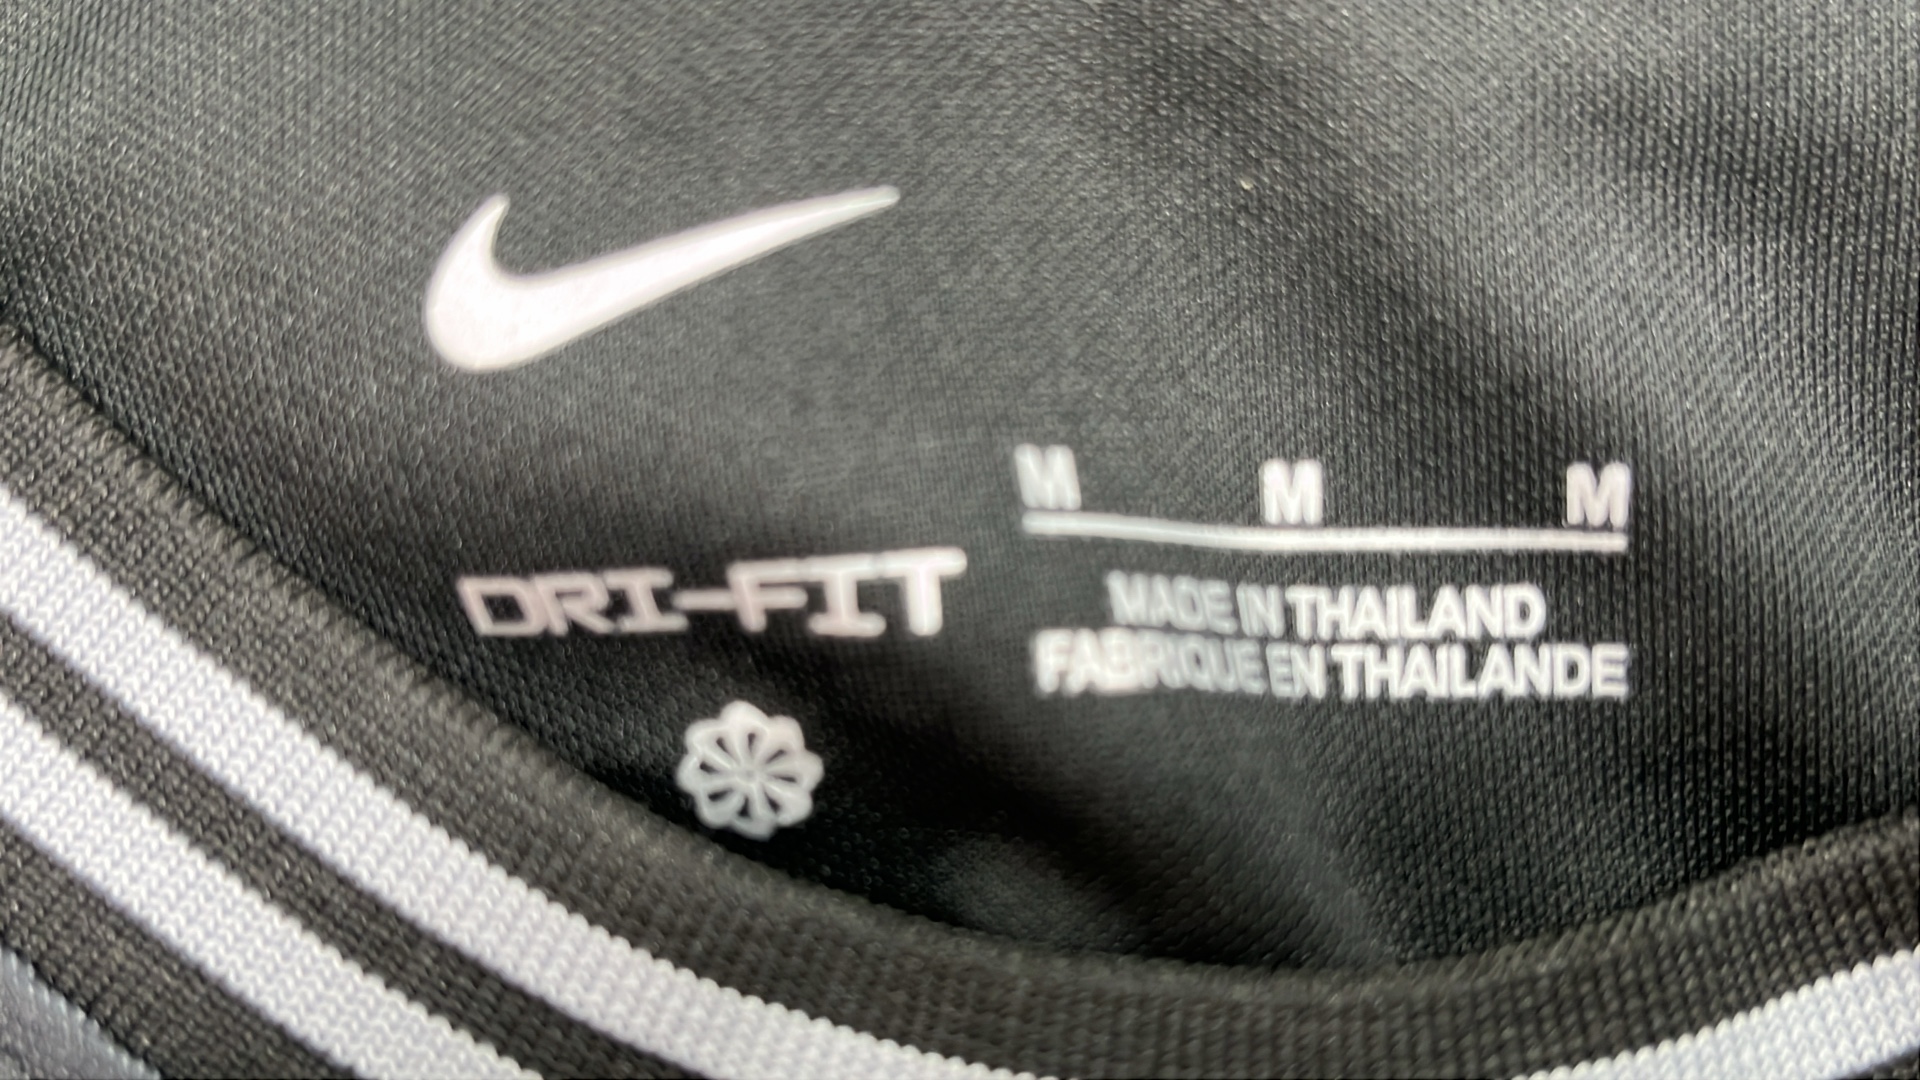 DRI-FIT
M M M
MADE IN THAILAND
FABRIQUE EN THAILANDE